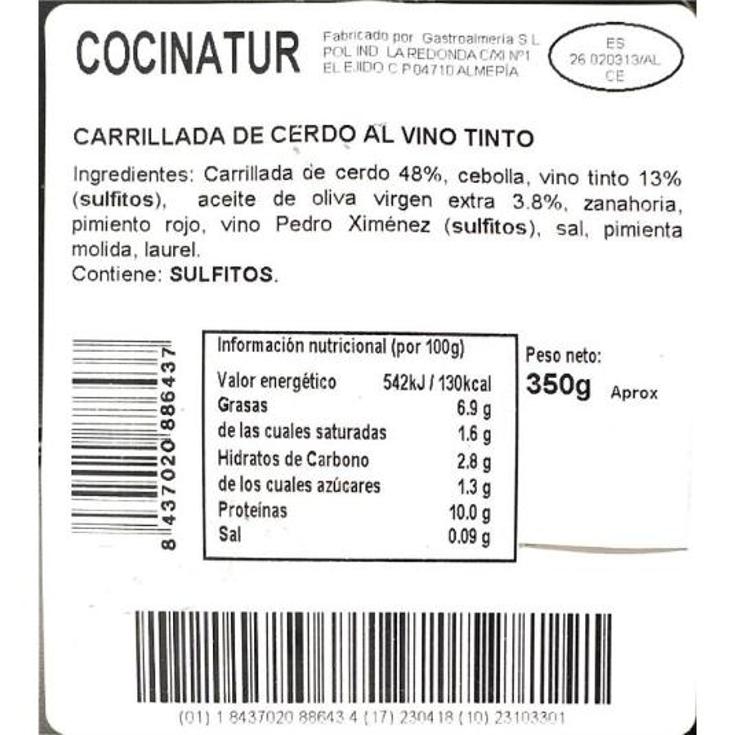 COCINATUR
Fabricado por Gastroalmeria S L
POL IND LA REDONDA C/XI Nº1
EL EJIDO C P 04710 ALMERÍA
ES
26 020313/AL
CE
CARRILLADA DE CERDO AL VINO TINTO
Ingredientes: Carrillada de cerdo 48%, cebolla, vino tinto 13%
(sulfitos), aceite de oliva virgen extra 3.8%, zanahoria,
pimiento rojo, vino Pedro Ximénez (sulfitos), sal, pimienta
molida, laurel.
Contiene: SULFITOS.
8 437020 886437
Información nutricional (por 100g)
Valor energético 542kJ / 130kcal
Grasas 6.9 g
de las cuales saturadas 1.6 g
Hidratos de Carbono 2.8 g
de los cuales azúcares 1.3 g
Proteínas 10.0 g
Sal 0.09 g
Peso neto:
350g Aprox
(01) 1 8437020 88643 4 (17) 230418 (10) 23103301